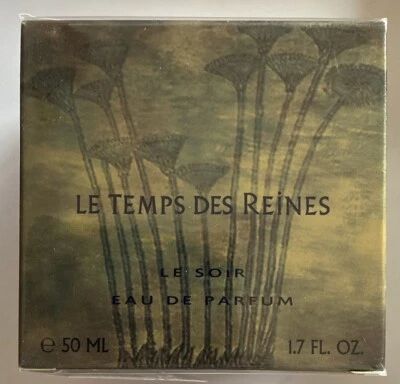 LE TEMPS DES REiNES
LE SOiR
EAU DE PARFUM
℮ 50 ML 1.7 FL. OZ.